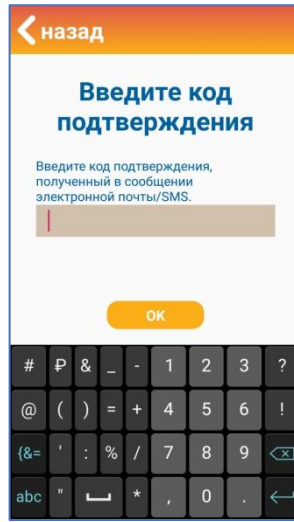 назад
Введите код
подтверждения
Введите код подтверждения,
полученный в сообщении
электронной почты/SMS.
OK
# ₽ & _ - 1 2 3 ?
@ ( ) = + 4 5 6 !
{&= ' : % / 7 8 9
abc " * , 0 .